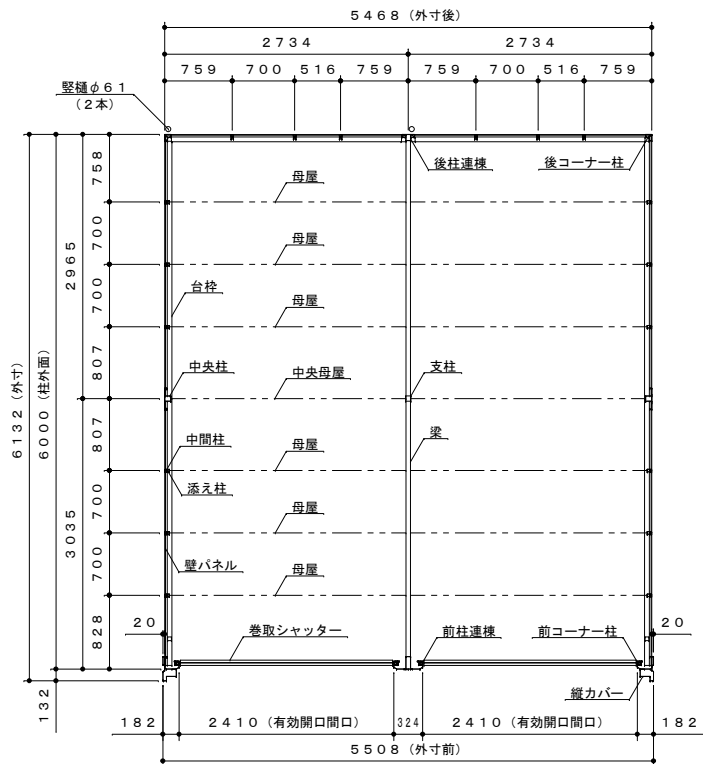 5468（外寸後）
2734
2734
759
700
516
759
759
700
516
759
竪樋φ61
（2本）
後柱連棟
後コーナー柱
758
母屋
700
母屋
2965
700
台枠
母屋
807
中央柱
中央母屋
支柱
6132（外寸）
6000（柱外面）
807
中間柱
母屋
梁
添え柱
700
母屋
3035
壁パネル
700
母屋
828
20
巻取シャッター
前柱連棟
前コーナー柱
20
132
縦カバー
182
2410（有効開口間口）
324
2410（有効開口間口）
182
5508（外寸前）